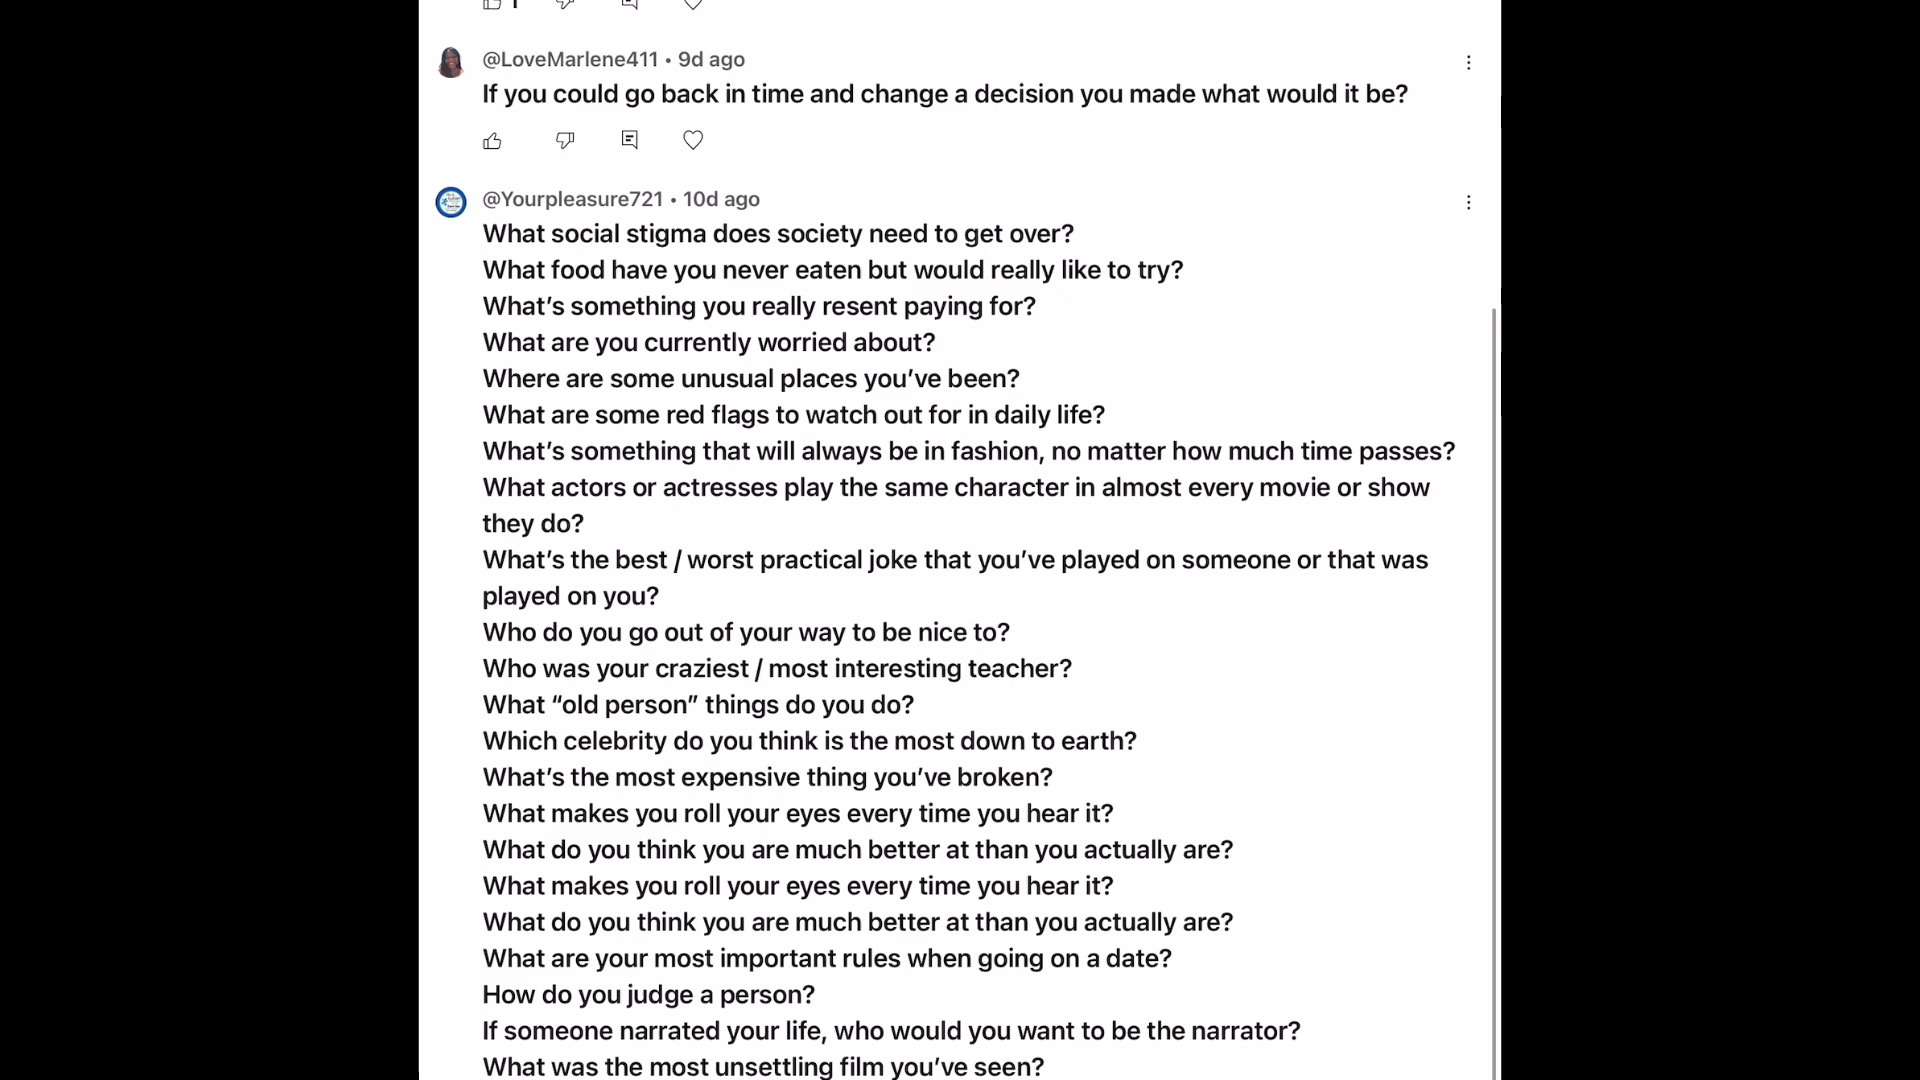 1
@LoveMarlene411 • 9d ago
If you could go back in time and change a decision you made what would it be?
@Yourpleasure721 • 10d ago
What social stigma does society need to get over?
What food have you never eaten but would really like to try?
What’s something you really resent paying for?
What are you currently worried about?
Where are some unusual places you’ve been?
What are some red flags to watch out for in daily life?
What’s something that will always be in fashion, no matter how much time passes?
What actors or actresses play the same character in almost every movie or show
they do?
What’s the best / worst practical joke that you’ve played on someone or that was
played on you?
Who do you go out of your way to be nice to?
Who was your craziest / most interesting teacher?
What “old person” things do you do?
Which celebrity do you think is the most down to earth?
What’s the most expensive thing you’ve broken?
What makes you roll your eyes every time you hear it?
What do you think you are much better at than you actually are?
What makes you roll your eyes every time you hear it?
What do you think you are much better at than you actually are?
What are your most important rules when going on a date?
How do you judge a person?
If someone narrated your life, who would you want to be the narrator?
What was the most unsettling film you’ve seen?